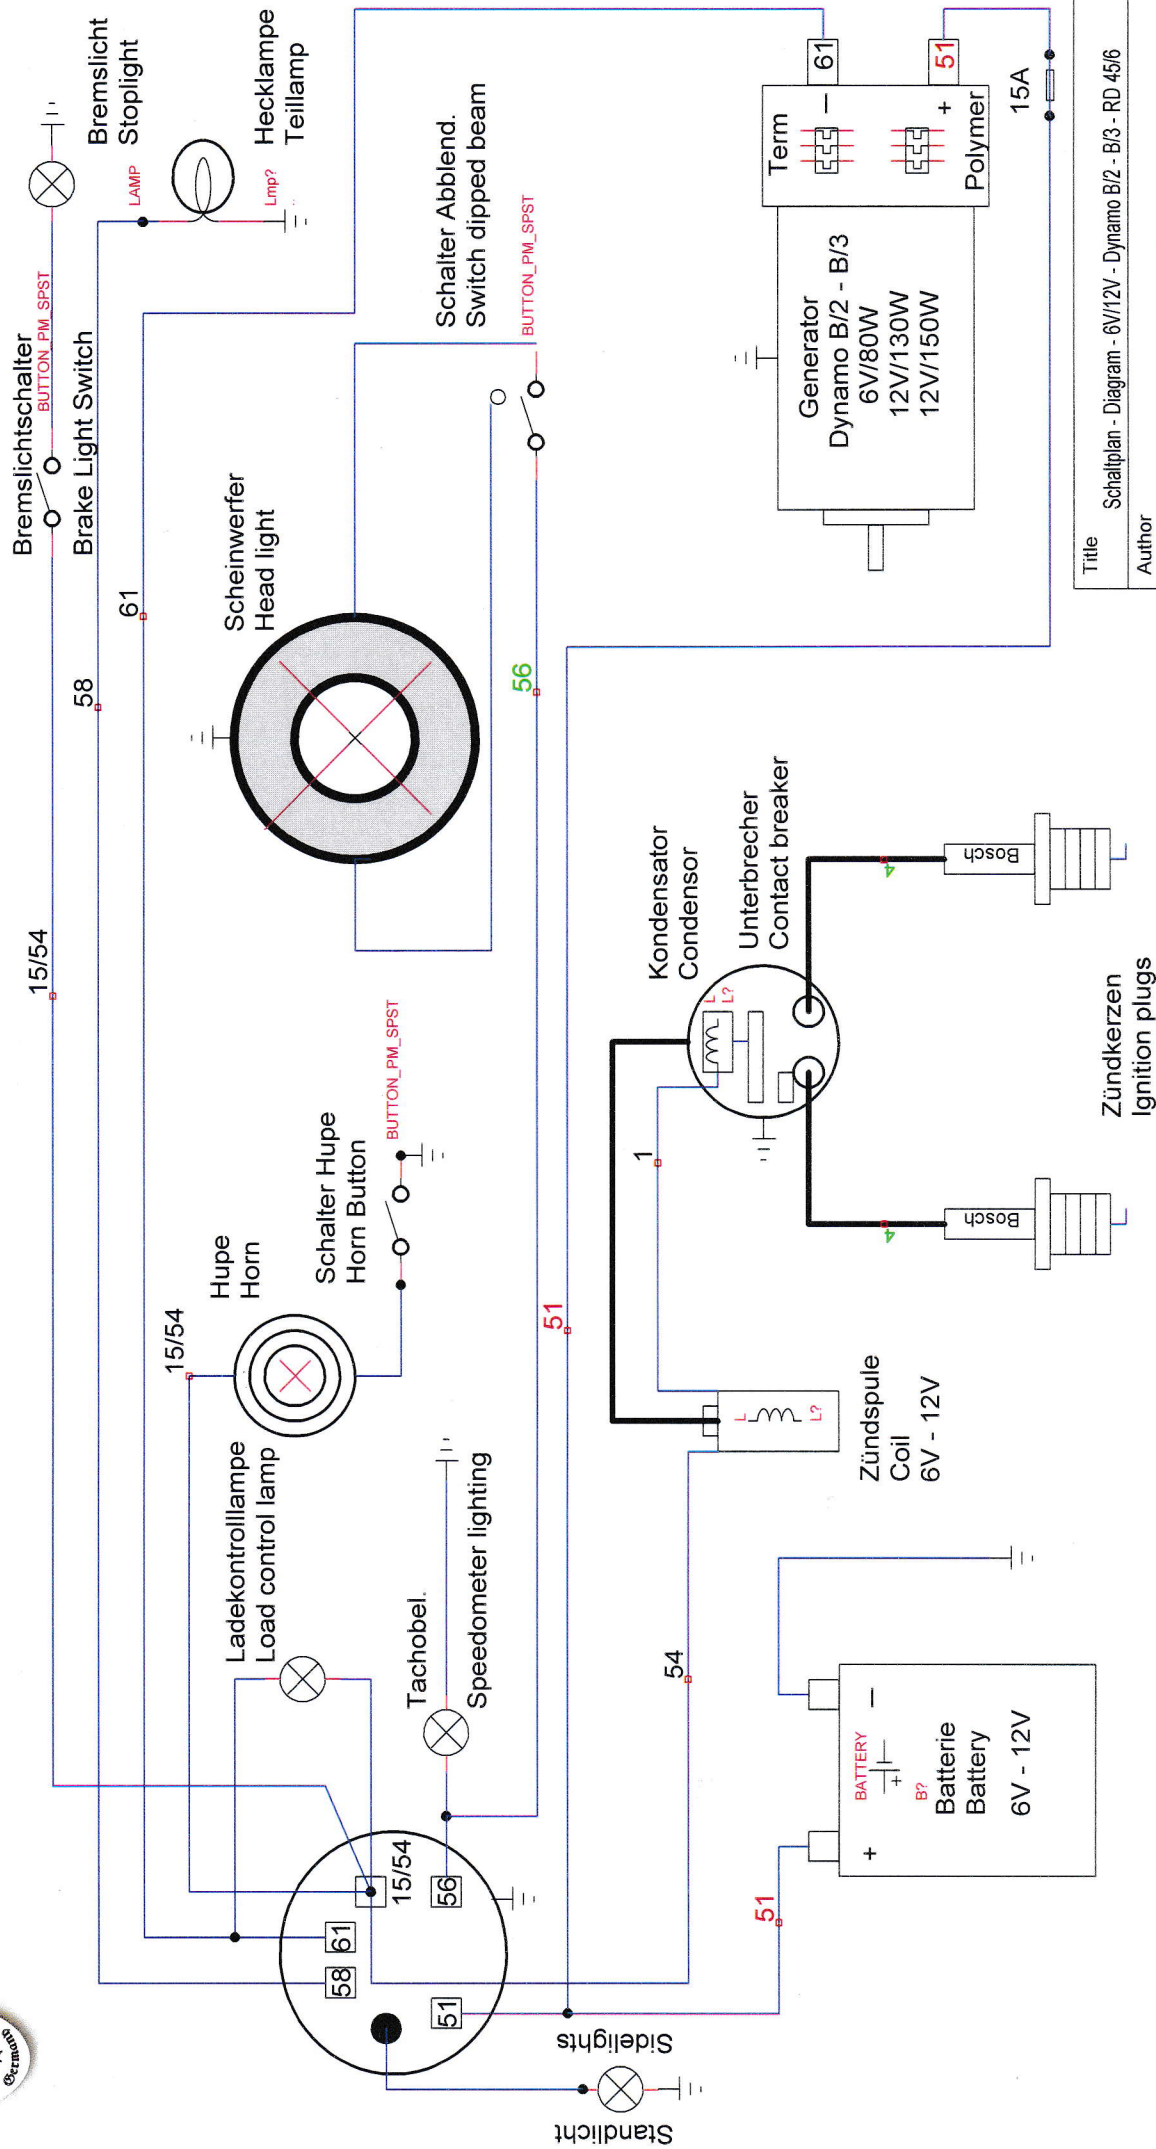 Germany
Bremslichtschalter
BUTTON_PM_SPST
Brake Light Switch
Bremslicht
Stoplight
LAMP
Lmp?
Hecklampe
Teillamp
15/54
58
61
Scheinwerfer
Head light
Schalter Abblend.
Switch dipped beam
BUTTON_PM_SPST
56
15/54
Hupe
Horn
Schalter Hupe
Horn Button
BUTTON_PM_SPST
Ladekontrolllampe
Load control lamp
Tachobel.
Speedometer lighting
58
61
15/54
56
51
Standlicht
Sidelights
51
54
51
BATTERY
+
B?
+
–
Batterie
Battery
6V - 12V
L
L?
Zündspule
Coil
6V - 12V
1
Kondensator
Condensor
L
L?
Unterbrecher
Contact breaker
4
4
Bosch
Bosch
Zündkerzen
Ignition plugs
Generator
Dynamo B/2 - B/3
6V/80W
12V/130W
12V/150W
Term
–
+
Polymer
61
51
15A
Title
Schaltplan - Diagram - 6V/12V - Dynamo B/2 - B/3 - RD 45/6
Author